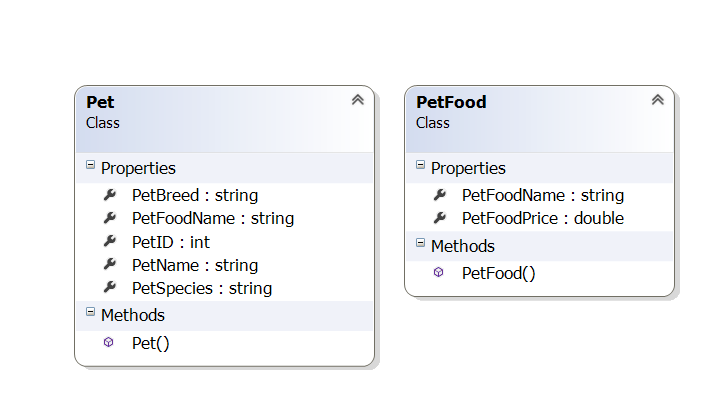 Pet
Class
Properties
PetBreed : string
PetFoodName : string
PetID : int
PetName : string
PetSpecies : string
Methods
Pet()
PetFood
Class
Properties
PetFoodName : string
PetFoodPrice : double
Methods
PetFood()